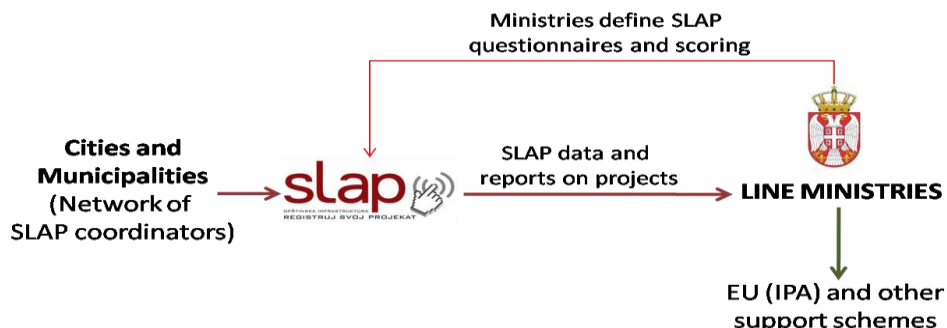 Ministries define SLAP
questionnaires and scoring
Cities and
Municipalities
(Network of
SLAP coordinators)
slap
OPŠTINSKA INFRASTRUKTURA
REGISTRUJ SVOJ PROJEKAT
SLAP data and
reports on projects
LINE MINISTRIES
EU (IPA) and other
support schemes